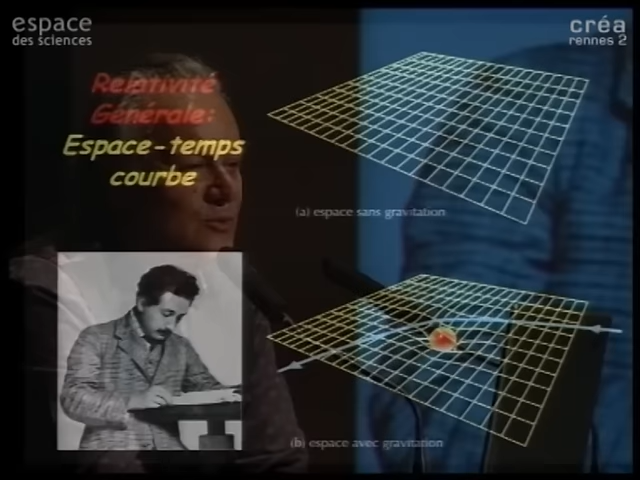 espace
des sciences
créa
rennes 2
Relativité
Générale:
Espace-temps
courbe
(a) espace sans gravitation
(b) espace avec gravitation